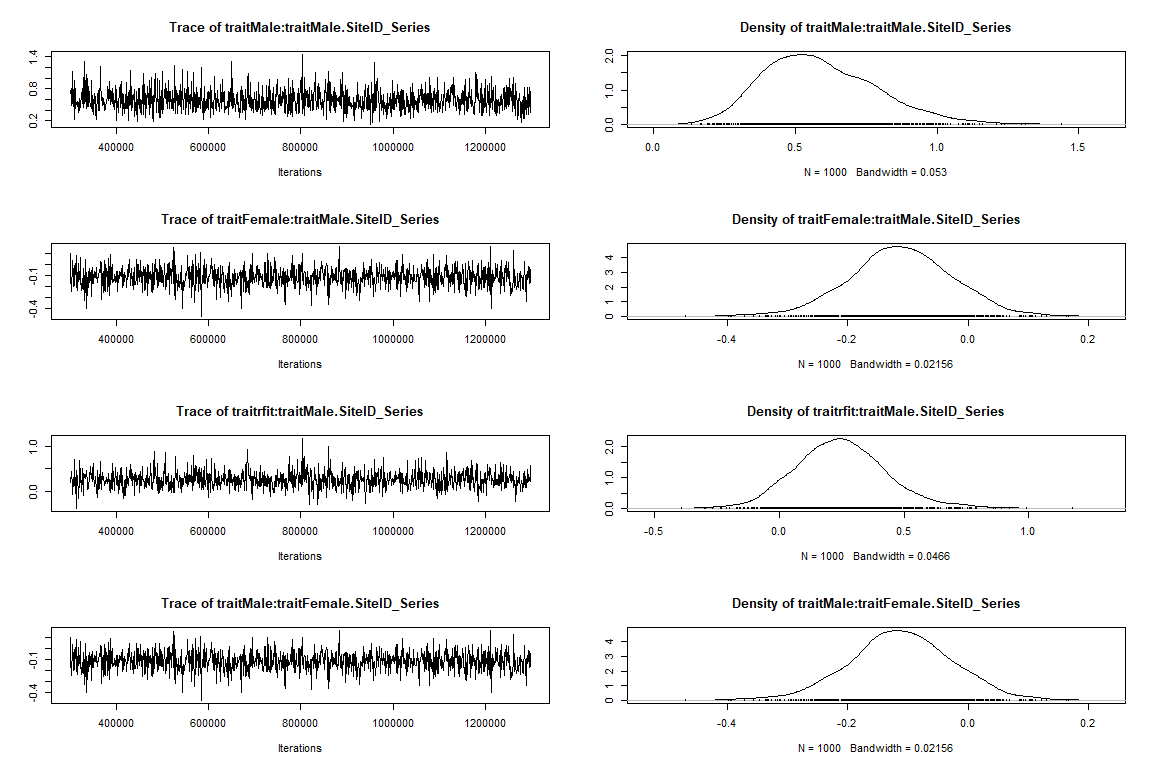 Trace of traitMale:traitMale.SiteID_Series
1.4
0.8
0.2
400000 600000 800000 1000000 1200000
Iterations
Density of traitMale:traitMale.SiteID_Series
2.0
1.0
0.0
0.0 0.5 1.0 1.5
N = 1000 Bandwidth = 0.053
Trace of traitFemale:traitMale.SiteID_Series
-0.1
-0.4
400000 600000 800000 1000000 1200000
Iterations
Density of traitFemale:traitMale.SiteID_Series
4
3
2
1
0
-0.4 -0.2 0.0 0.2
N = 1000 Bandwidth = 0.02156
Trace of traitrfit:traitMale.SiteID_Series
1.0
0.0
400000 600000 800000 1000000 1200000
Iterations
Density of traitrfit:traitMale.SiteID_Series
2.0
1.0
0.0
-0.5 0.0 0.5 1.0
N = 1000 Bandwidth = 0.0466
Trace of traitMale:traitFemale.SiteID_Series
-0.1
-0.4
400000 600000 800000 1000000 1200000
Iterations
Density of traitMale:traitFemale.SiteID_Series
4
3
2
1
0
-0.4 -0.2 0.0 0.2
N = 1000 Bandwidth = 0.02156